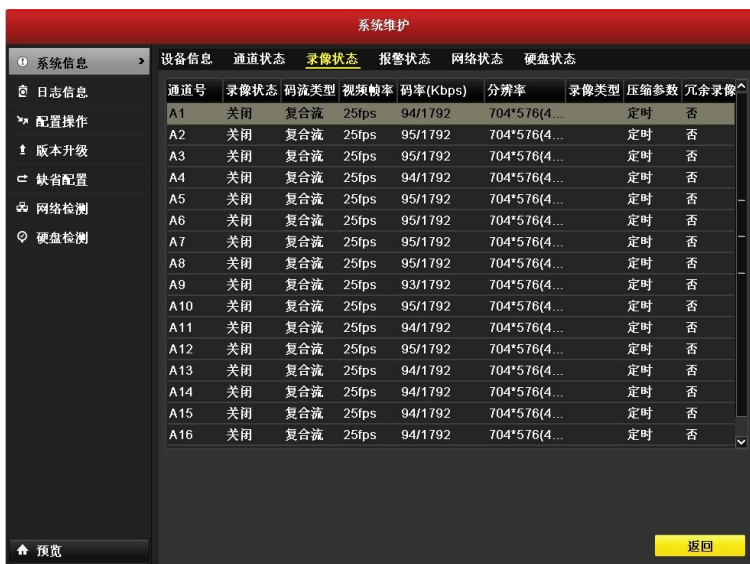 系统维护
系统信息
设备信息 通道状态 录像状态 报警状态 网络状态 硬盘状态
日志信息
配置操作
版本升级
缺省配置
网络检测
硬盘检测
通道号 录像状态 码流类型 视频帧率 码率(Kbps) 分辨率 录像类型 压缩参数 冗余录像
A1 关闭 复合流 25fps 94/1792 704*576(4... 定时 否
A2 关闭 复合流 25fps 95/1792 704*576(4... 定时 否
A3 关闭 复合流 25fps 95/1792 704*576(4... 定时 否
A4 关闭 复合流 25fps 94/1792 704*576(4... 定时 否
A5 关闭 复合流 25fps 95/1792 704*576(4... 定时 否
A6 关闭 复合流 25fps 95/1792 704*576(4... 定时 否
A7 关闭 复合流 25fps 95/1792 704*576(4... 定时 否
A8 关闭 复合流 25fps 95/1792 704*576(4... 定时 否
A9 关闭 复合流 25fps 93/1792 704*576(4... 定时 否
A10 关闭 复合流 25fps 95/1792 704*576(4... 定时 否
A11 关闭 复合流 25fps 94/1792 704*576(4... 定时 否
A12 关闭 复合流 25fps 95/1792 704*576(4... 定时 否
A13 关闭 复合流 25fps 94/1792 704*576(4... 定时 否
A14 关闭 复合流 25fps 94/1792 704*576(4... 定时 否
A15 关闭 复合流 25fps 94/1792 704*576(4... 定时 否
A16 关闭 复合流 25fps 94/1792 704*576(4... 定时 否
预览
返回